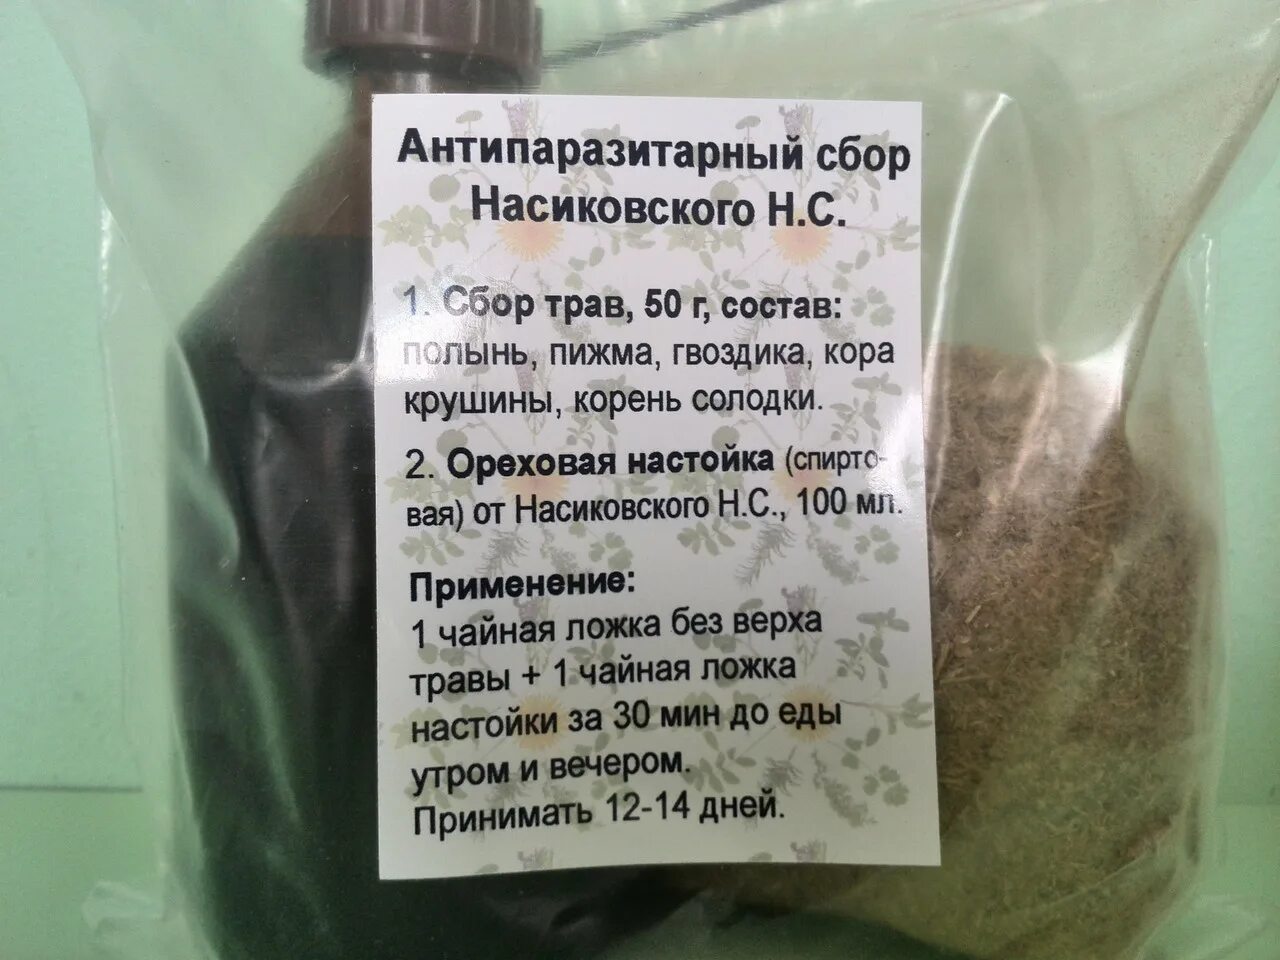 Антипаразитарный сбор
Насиковского Н.С.
1. Сбор трав, 50 г, состав:
полынь, пижма, гвоздика, кора
крушины, корень солодки.
2. Ореховая настойка (спирто-
вая) от Насиковского Н.С., 100 мл.
Применение:
1 чайная ложка без верха
травы + 1 чайная ложка
настойки за 30 мин до еды
утром и вечером.
Принимать 12-14 дней.